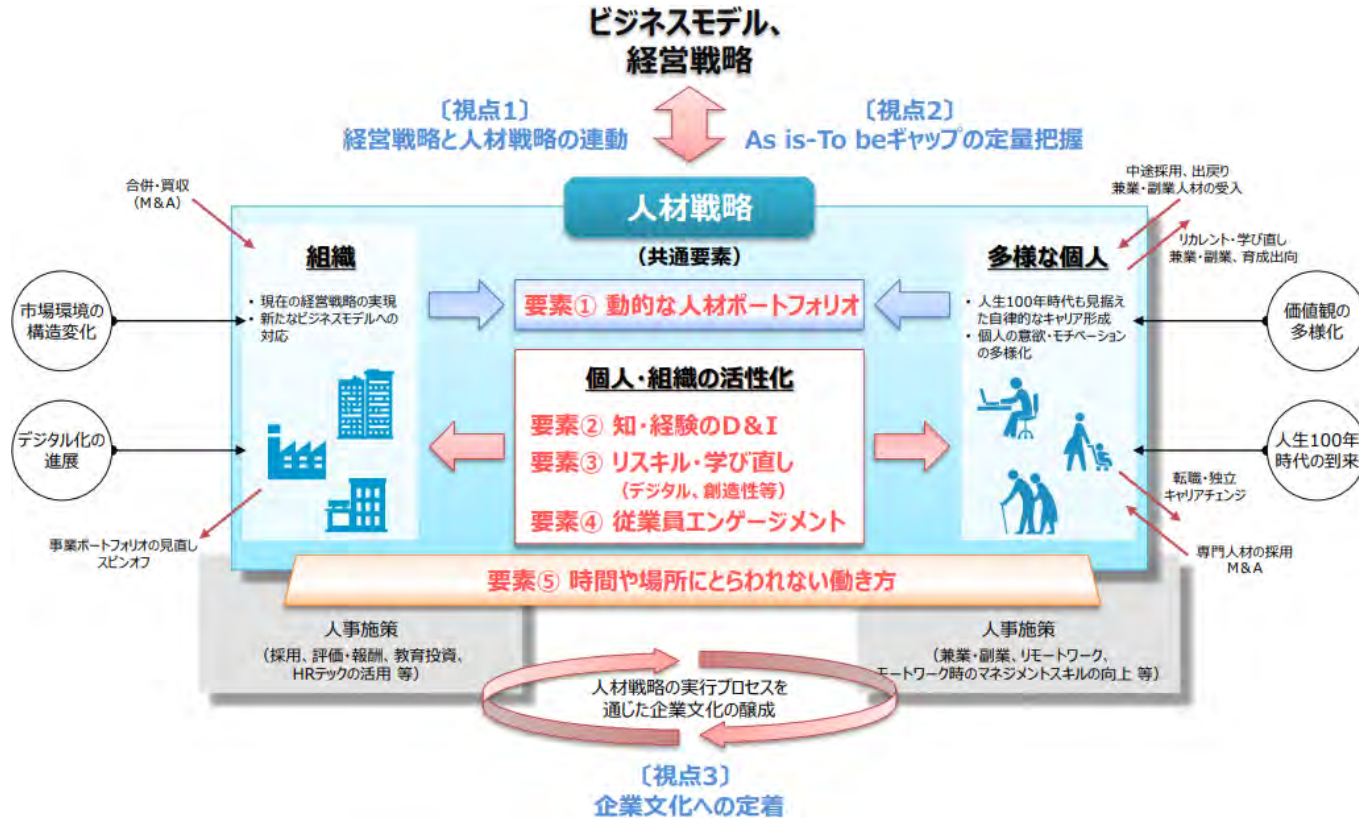 ビジネスモデル、
経営戦略
〔視点1〕
経営戦略と人材戦略の連動
〔視点2〕
As is-To beギャップの定量把握
合併・買収
(M&A)
中途採用、出戻り
兼業・副業人材の受入
リカレント・学び直し
兼業・副業、育成出向
人材戦略
(共通要素)
組織
・ 現在の経営戦略の実現
・ 新たなビジネスモデルへの
・ 対応
要素① 動的な人材ポートフォリオ
多様な個人
・ 人生100年時代も見据え
た自律的なキャリア形成
・ 個人の意欲・モチベーション
の多様化
市場環境の
構造変化
価値観の
多様化
個人・組織の活性化
要素② 知・経験のD&I
要素③ リスキル・学び直し
(デジタル、創造性等)
要素④ 従業員エンゲージメント
デジタル化の
進展
人生100年
時代の到来
転職・独立
キャリアチェンジ
事業ポートフォリオの見直し
スピンオフ
専門人材の採用
M&A
要素⑤ 時間や場所にとらわれない働き方
人事施策
(採用、評価・報酬、教育投資、
HRテックの活用 等)
人事施策
(兼業・副業、リモートワーク、
モートワーク時のマネジメントスキルの向上 等)
人材戦略の実行プロセスを
通じた企業文化の醸成
〔視点3〕
企業文化への定着